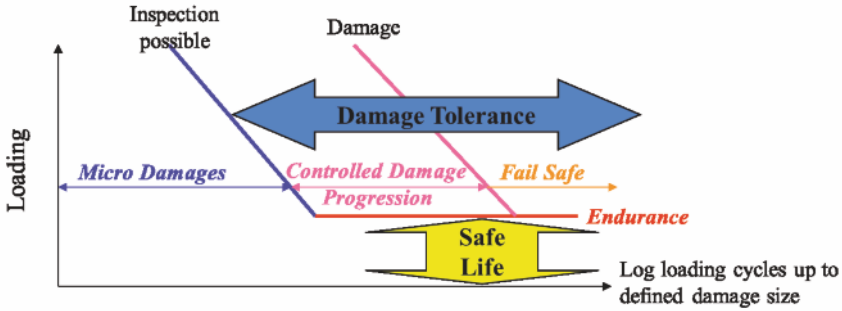 Inspection
possible
Damage
Damage Tolerance
Micro Damages
Controlled Damage
Progression
Fail Safe
Endurance
Safe
Life
Loading
Log loading cycles up to
defined damage size